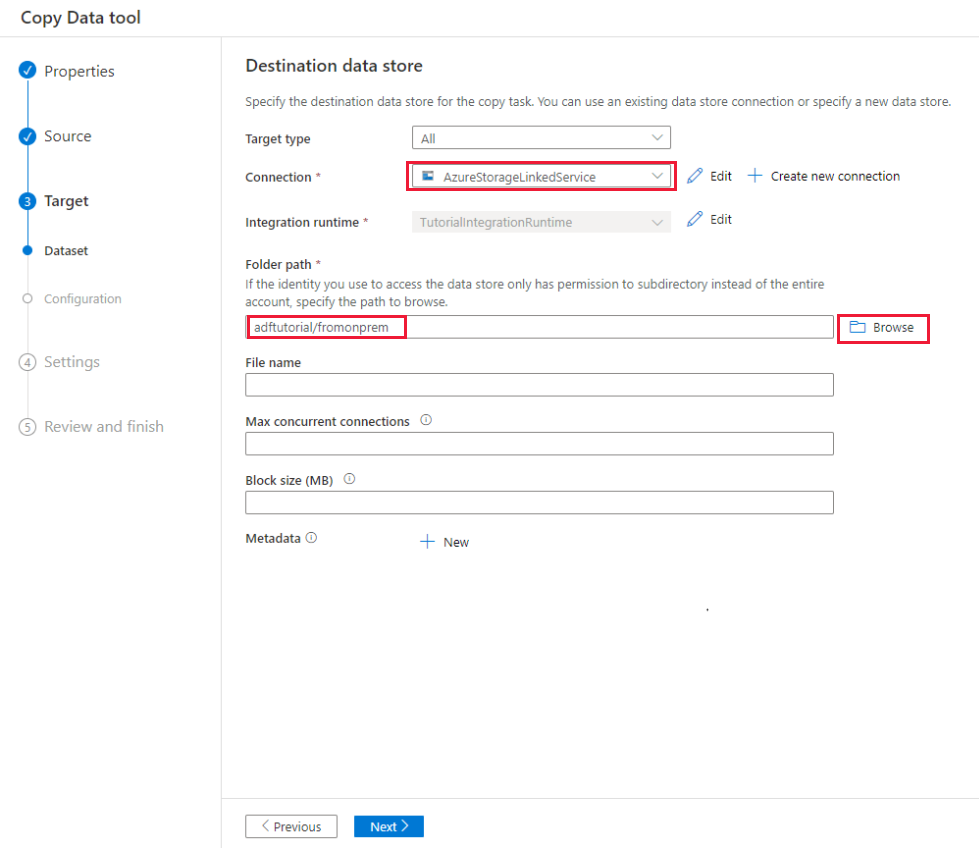 Copy Data tool
Properties
Source
3 Target
Dataset
Configuration
4 Settings
5 Review and finish
Destination data store
Specify the destination data store for the copy task. You can use an existing data store connection or specify a new data store.
Target type
All
Connection *
AzureStorageLinkedService
Edit
Create new connection
Integration runtime *
TutorialIntegrationRuntime
Edit
Folder path *
If the identity you use to access the data store only has permission to subdirectory instead of the entire
account, specify the path to browse.
adftutorial/fromonprem
Browse
File name
Max concurrent connections
Block size (MB)
Metadata
New
Previous
Next